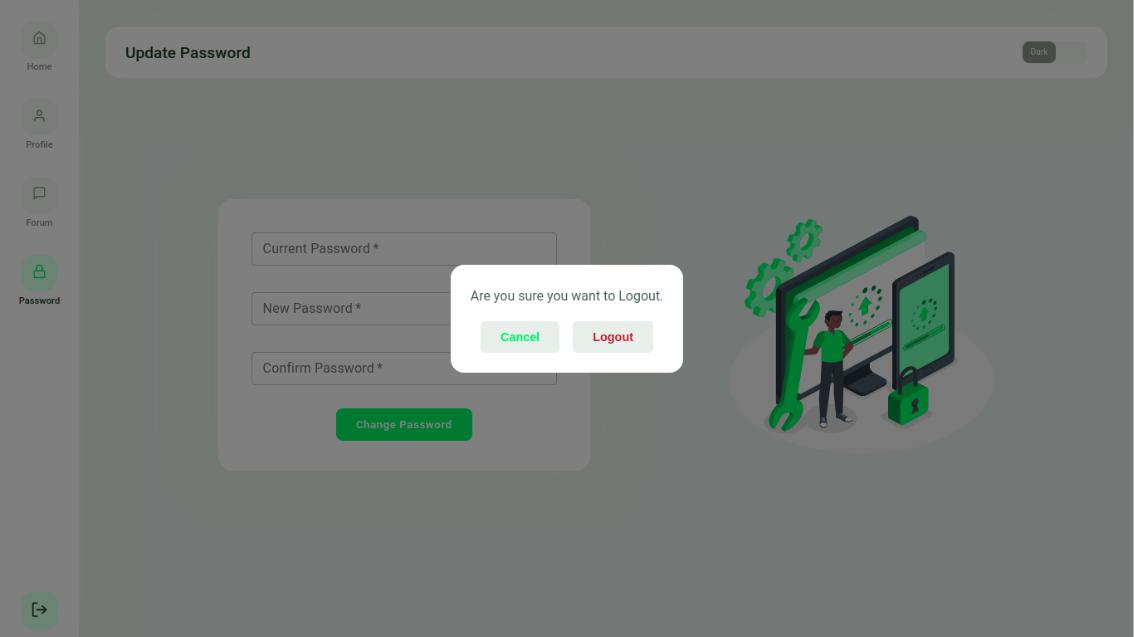 Home
Profile
Forum
Password
Update Password
Dark
Current Password *
New Password *
Confirm Password *
Change Password
Are you sure you want to Logout.
Cancel
Logout